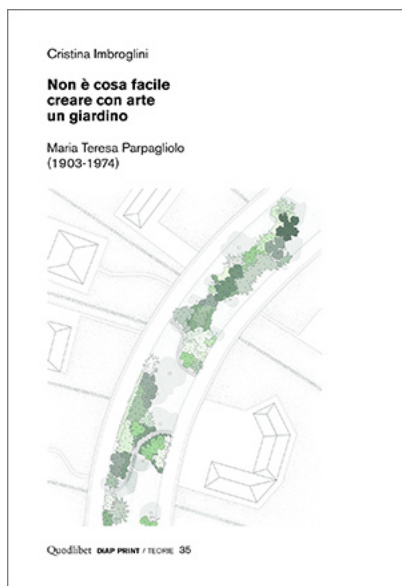 Cristina Imbroglini
Non è cosa facile
creare con arte
un giardino
Maria Teresa Parpagliolo
(1903-1974)
Quodlibet DIAP PRINT / TEORIE 35